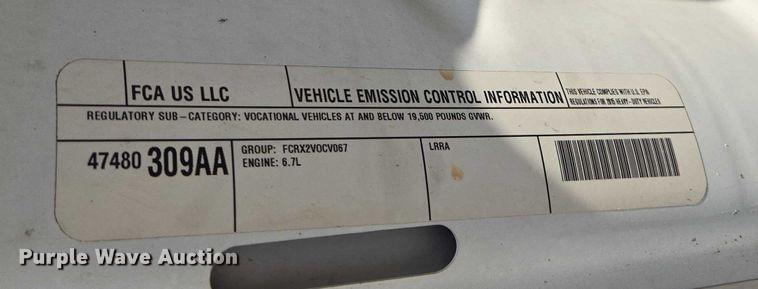 FCA US LLC
VEHICLE EMISSION CONTROL INFORMATION
THIS VEHICLE COMPLIES WITH U.S. EPA
REGULATIONS FOR 2015 HEAVY - DUTY VEHICLES
REGULATORY SUB - CATEGORY: VOCATIONAL VEHICLES AT AND BELOW 19,500 POUNDS GVWR.
47480 309AA
GROUP: FCRX2VOCV067
ENGINE: 6.7L
LRRA
Purple Wave Auction